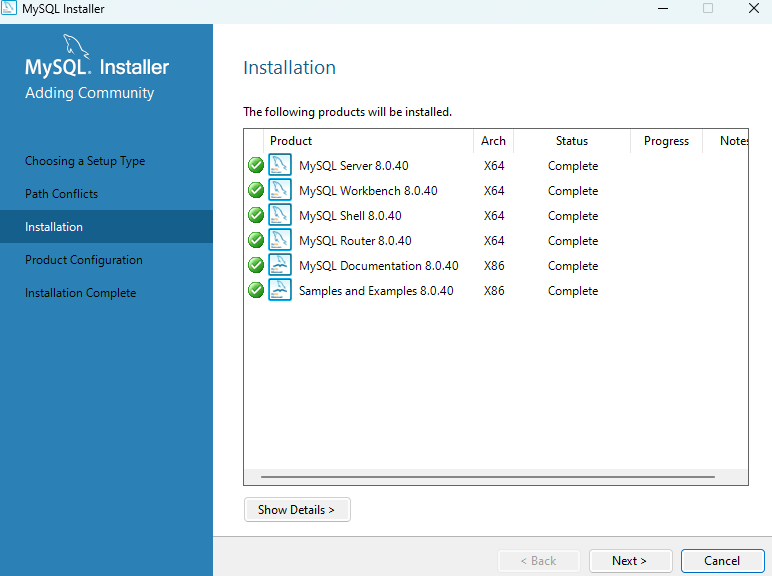 MySQL Installer
MySQL. Installer
Adding Community
Choosing a Setup Type
Path Conflicts
Installation
Product Configuration
Installation Complete
Installation
The following products will be installed.
Product Arch Status Progress Notes
MySQL Server 8.0.40 X64 Complete
MySQL Workbench 8.0.40 X64 Complete
MySQL Shell 8.0.40 X64 Complete
MySQL Router 8.0.40 X64 Complete
MySQL Documentation 8.0.40 X86 Complete
Samples and Examples 8.0.40 X86 Complete
Show Details >
< Back Next > Cancel